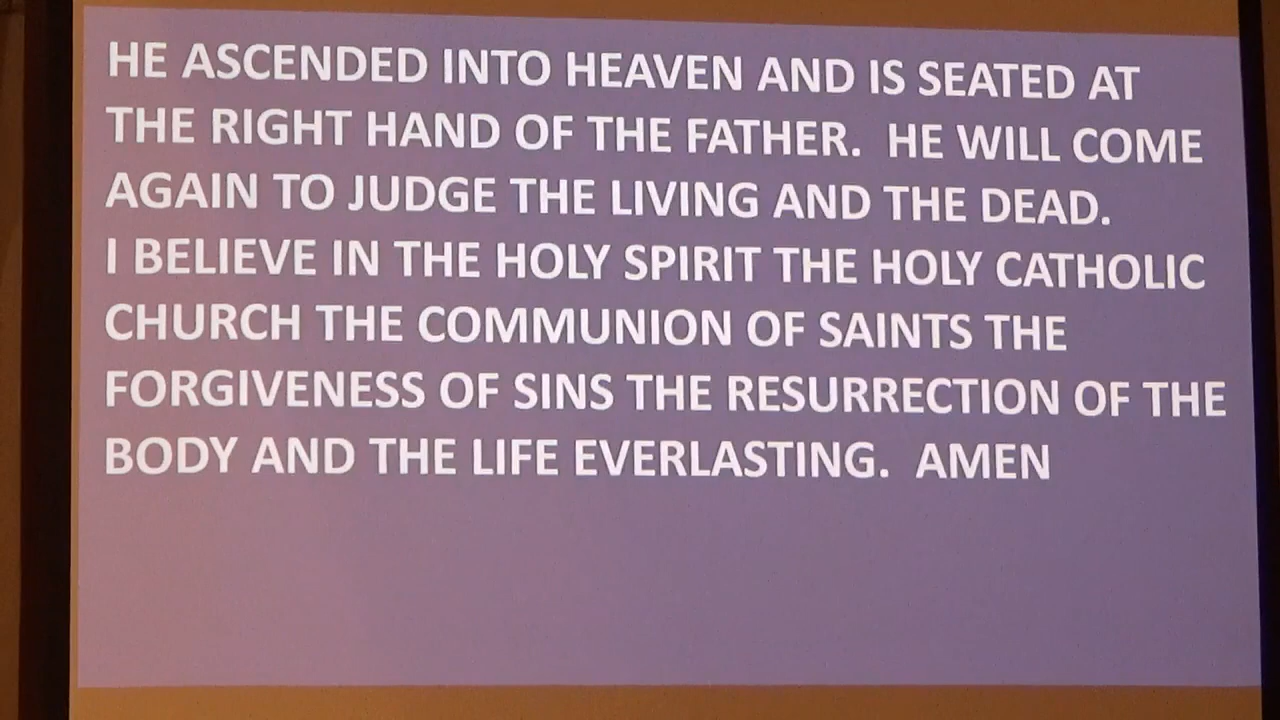 HE ASCENDED INTO HEAVEN AND IS SEATED AT
THE RIGHT HAND OF THE FATHER.  HE WILL COME
AGAIN TO JUDGE THE LIVING AND THE DEAD.
I BELIEVE IN THE HOLY SPIRIT THE HOLY CATHOLIC
CHURCH THE COMMUNION OF SAINTS THE
FORGIVENESS OF SINS THE RESURRECTION OF THE
BODY AND THE LIFE EVERLASTING.  AMEN